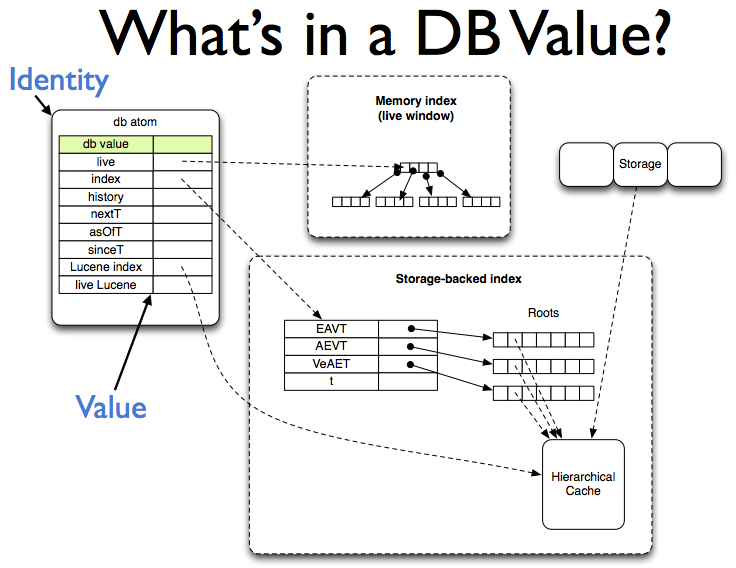 What's in a DB Value?
Identity
db atom
db value
live
index
history
nextT
asOfT
sinceT
Lucene index
live Lucene
Value
Memory index
(live window)
Storage
Storage-backed index
EAVT
AEVT
VeAET
t
Roots
Hierarchical
Cache